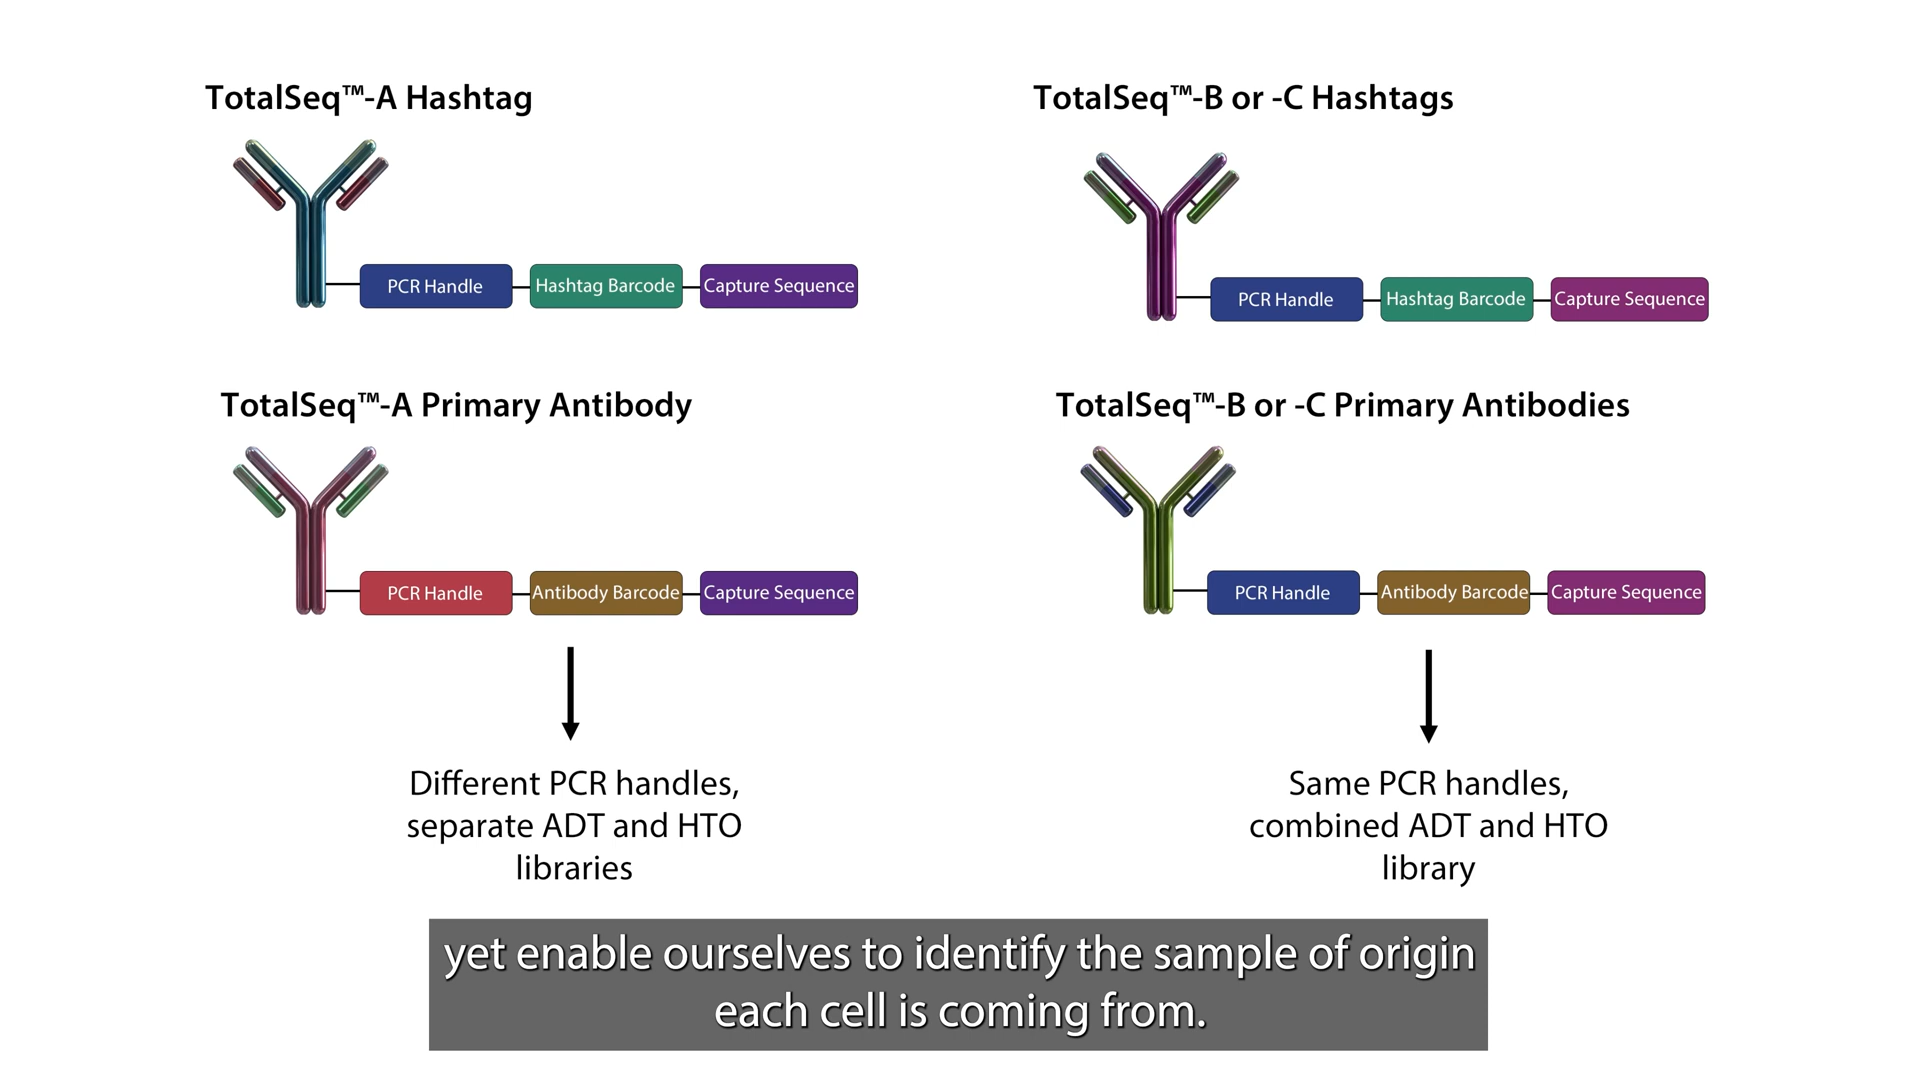 TotalSeq™-A Hashtag
PCR Handle
Hashtag Barcode
Capture Sequence
TotalSeq™-B or -C Hashtags
PCR Handle
Hashtag Barcode
Capture Sequence
TotalSeq™-A Primary Antibody
PCR Handle
Antibody Barcode
Capture Sequence
TotalSeq™-B or -C Primary Antibodies
PCR Handle
Antibody Barcode
Capture Sequence
Different PCR handles,
separate ADT and HTO
libraries
Same PCR handles,
combined ADT and HTO
library
yet enable ourselves to identify the sample of origin
each cell is coming from.